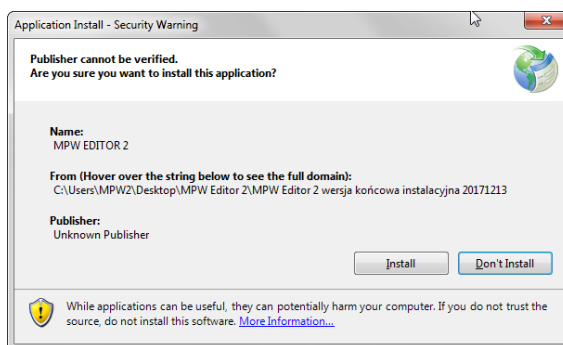 Application Install - Security Warning
Publisher cannot be verified.
Are you sure you want to install this application?
Name:
MPW EDITOR 2
From (Hover over the string below to see the full domain):
C:\Users\MPW2\Desktop\MPW Editor 2\MPW Editor 2 wersja końcowa instalacyjna 20171213
Publisher:
Unknown Publisher
Install
Don't Install
While applications can be useful, they can potentially harm your computer. If you do not trust the
source, do not install this software. More Information...